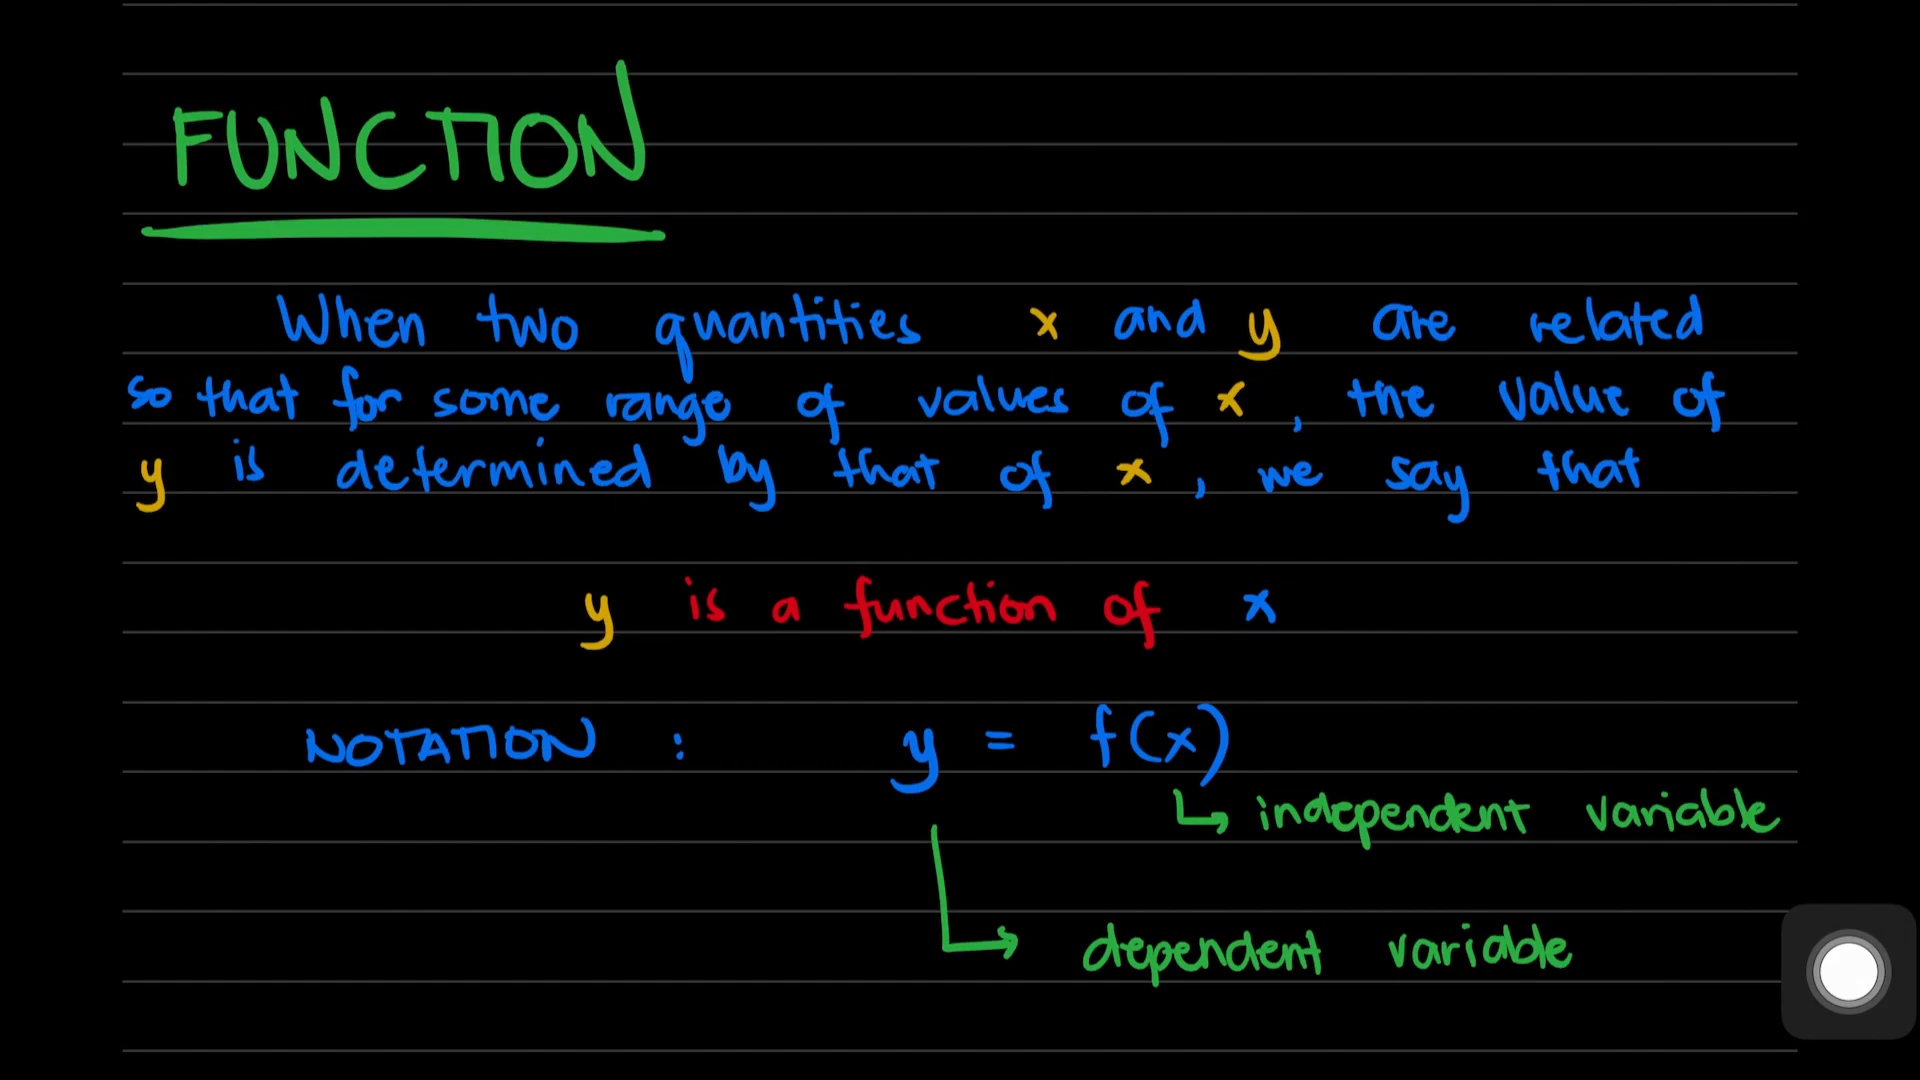 FUNCTION
When two quantities x and y are related
so that for some range of values of x, the value of
y is determined by that of x, we say that
y is a function of x
NOTATION : y = f(x)
independent variable
dependent variable